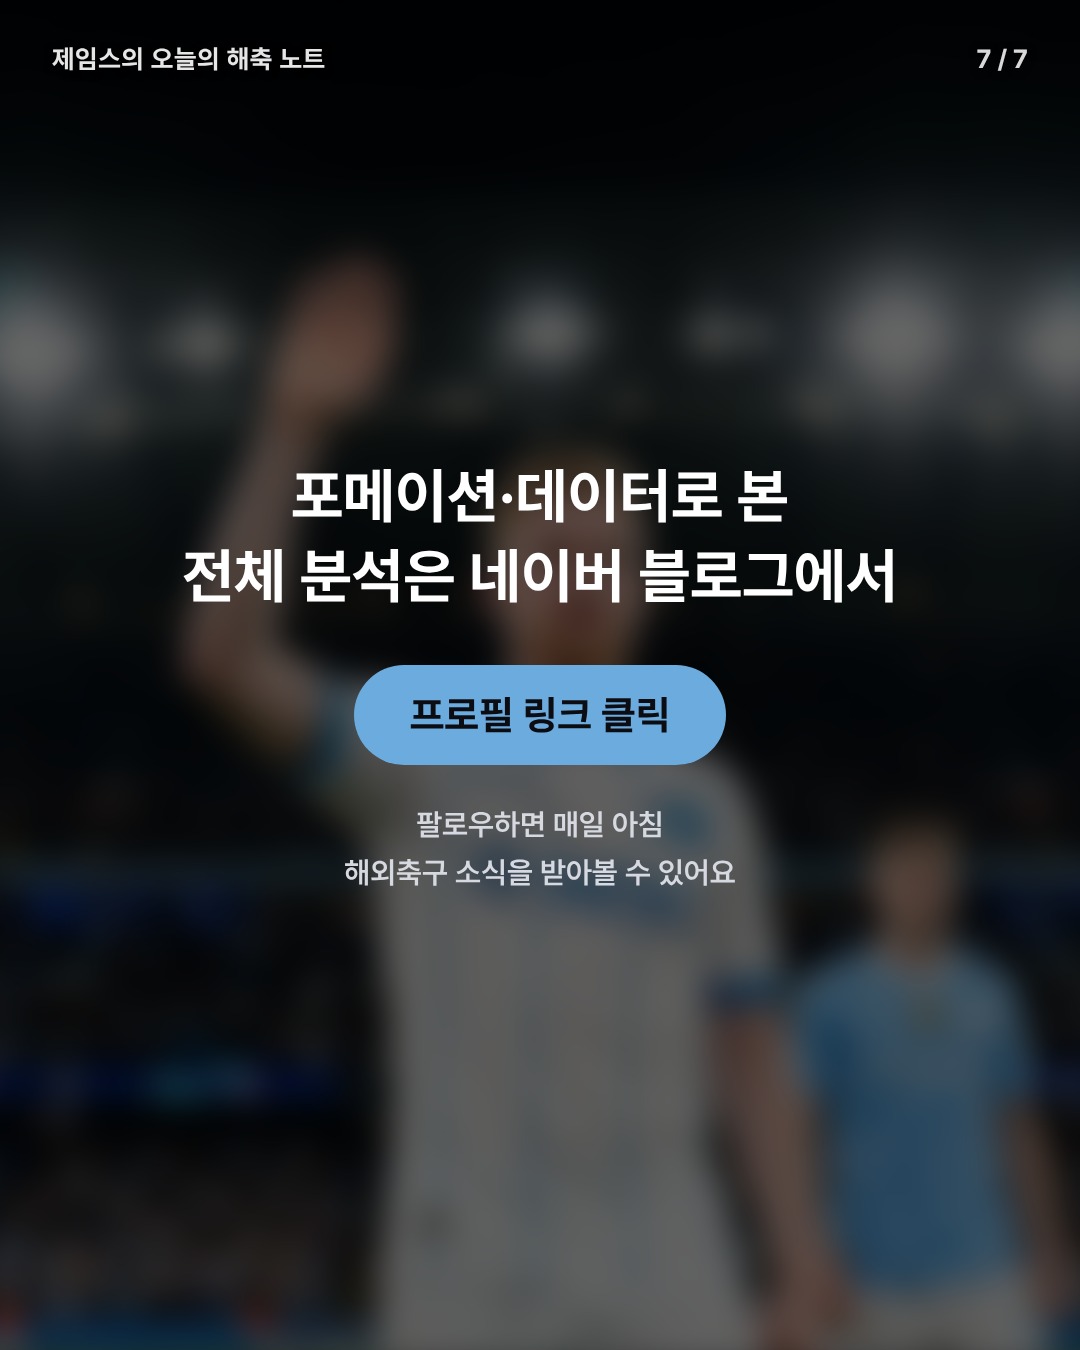 제임스의 오늘의 해축 노트
7 / 7
포메이션·데이터로 본
전체 분석은 네이버 블로그에서
프로필 링크 클릭
팔로우하면 매일 아침
해외축구 소식을 받아볼 수 있어요